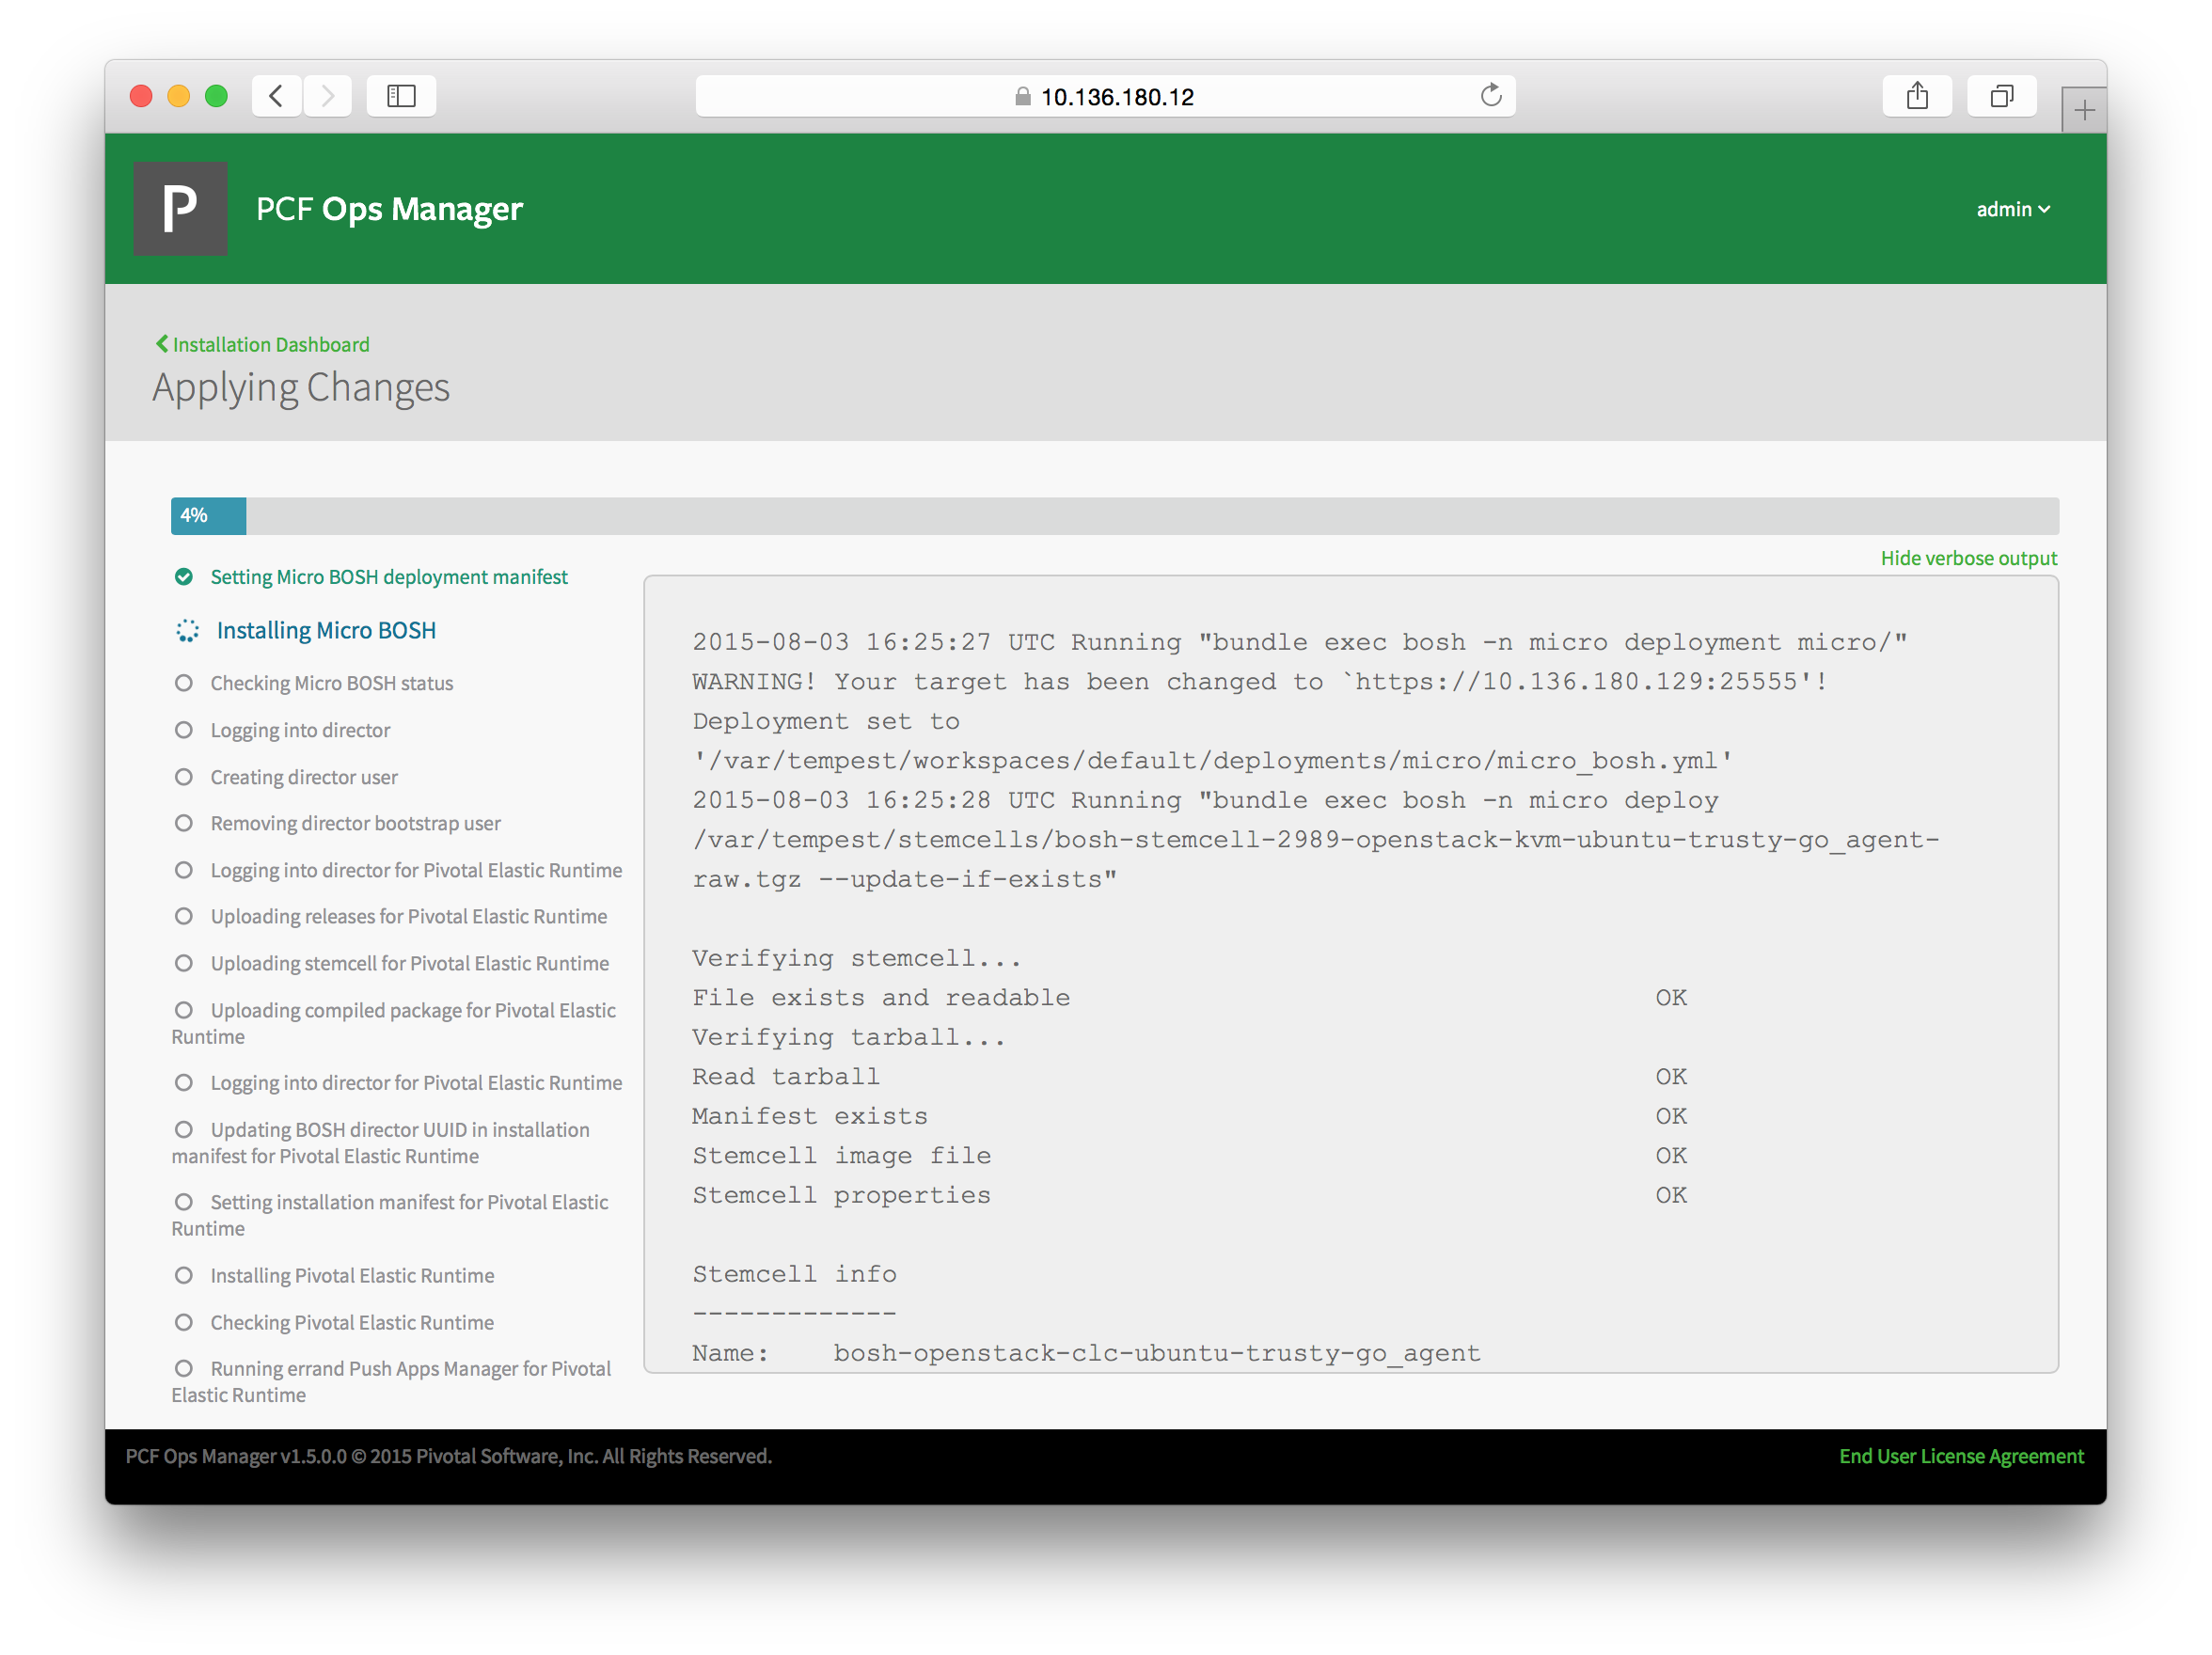 10.136.180.12
P
PCF Ops Manager
admin
Installation Dashboard
Applying Changes
4%
Hide verbose output
Setting Micro BOSH deployment manifest
Installing Micro BOSH
Checking Micro BOSH status
Logging into director
Creating director user
Removing director bootstrap user
Logging into director for Pivotal Elastic Runtime
Uploading releases for Pivotal Elastic Runtime
Uploading stemcell for Pivotal Elastic Runtime
Uploading compiled package for Pivotal Elastic
Runtime
Logging into director for Pivotal Elastic Runtime
Updating BOSH director UUID in installation
manifest for Pivotal Elastic Runtime
Setting installation manifest for Pivotal Elastic
Runtime
Installing Pivotal Elastic Runtime
Checking Pivotal Elastic Runtime
Running errand Push Apps Manager for Pivotal
Elastic Runtime
2015-08-03 16:25:27 UTC Running "bundle exec bosh -n micro deployment micro/"
WARNING! Your target has been changed to `https://10.136.180.129:25555'!
Deployment set to
'/var/tempest/workspaces/default/deployments/micro/micro_bosh.yml'
2015-08-03 16:25:28 UTC Running "bundle exec bosh -n micro deploy
/var/tempest/stemcells/bosh-stemcell-2989-openstack-kvm-ubuntu-trusty-go_agent-
raw.tgz --update-if-exists"
Verifying stemcell...
File exists and readable OK
Verifying tarball...
Read tarball OK
Manifest exists OK
Stemcell image file OK
Stemcell properties OK
Stemcell info
-------------
Name: bosh-openstack-clc-ubuntu-trusty-go_agent
PCF Ops Manager v1.5.0.0 © 2015 Pivotal Software, Inc. All Rights Reserved.
End User License Agreement